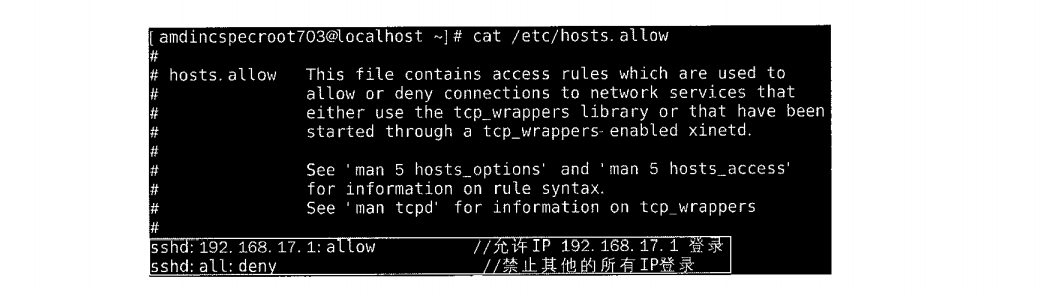 [amdincspecroot703@localhost ~]# cat /etc/hosts.allow
#
# hosts.allow   This file contains access rules which are used to
#               allow or deny connections to network services that
#               either use the tcp_wrappers library or that have been
#               started through a tcp_wrappers-enabled xinetd.
#
#               See 'man 5 hosts_options' and 'man 5 hosts_access'
#               for information on rule syntax.
#               See 'man tcpd' for information on tcp_wrappers
#
sshd:192.168.17.1:allow          //允许IP 192.168.17.1 登录
sshd:all:deny                     //禁止其他的所有IP登录